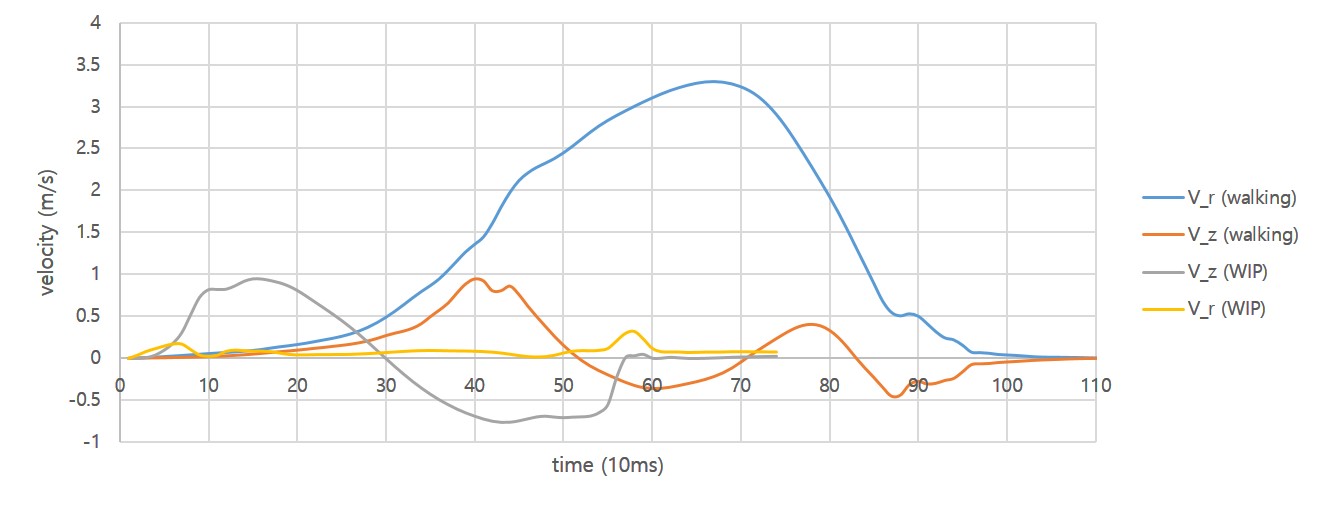 4
3.5
3
2.5
2
1.5
1
0.5
0
-0.5
-1
velocity (m/s)
0 10 20 30 40 50 60 70 80 90 100 110
time (10ms)
V_r (walking)
V_z (walking)
V_z (WIP)
V_r (WIP)